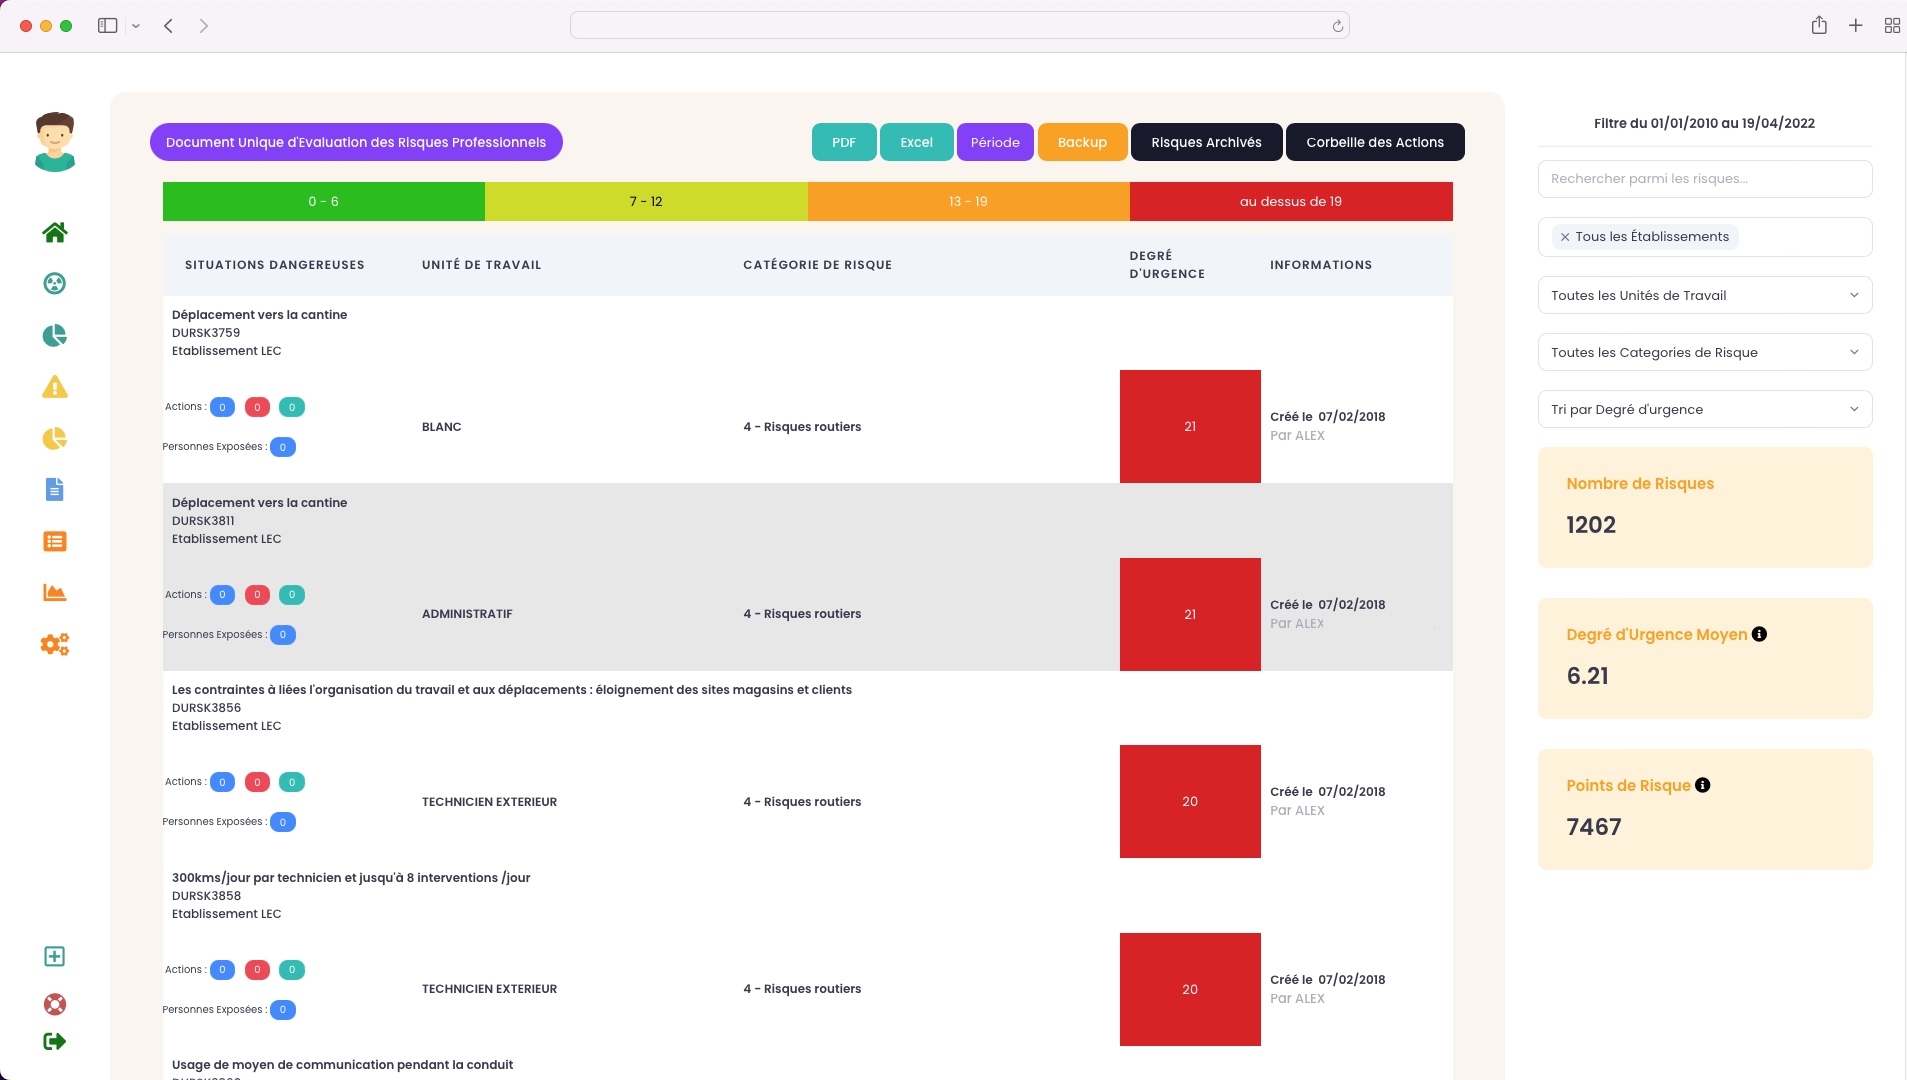 Document Unique d'Evaluation des Risques Professionnels
PDF
Excel
Période
Backup
Risques Archivés
Corbeille des Actions
0 - 6
7 - 12
13 - 19
au dessus de 19
SITUATIONS DANGEREUSES
UNITÉ DE TRAVAIL
CATÉGORIE DE RISQUE
DEGRÉ
D'URGENCE
INFORMATIONS
Déplacement vers la cantine
DURSK3759
Etablissement LEC
Actions : 0 0 0
Personnes Exposées : 0
BLANC
4 - Risques routiers
21
Créé le 07/02/2018
Par ALEX
Déplacement vers la cantine
DURSK3811
Etablissement LEC
Actions : 0 0 0
Personnes Exposées : 0
ADMINISTRATIF
4 - Risques routiers
21
Créé le 07/02/2018
Par ALEX
Les contraintes à liées l'organisation du travail et aux déplacements : éloignement des sites magasins et clients
DURSK3856
Etablissement LEC
Actions : 0 0 0
Personnes Exposées : 0
TECHNICIEN EXTERIEUR
4 - Risques routiers
20
Créé le 07/02/2018
Par ALEX
300kms/jour par technicien et jusqu'à 8 interventions /jour
DURSK3858
Etablissement LEC
Actions : 0 0 0
Personnes Exposées : 0
TECHNICIEN EXTERIEUR
4 - Risques routiers
20
Créé le 07/02/2018
Par ALEX
Usage de moyen de communication pendant la conduit
Filtre du 01/01/2010 au 19/04/2022
Rechercher parmi les risques...
× Tous les Établissements
Toutes les Unités de Travail
Toutes les Categories de Risque
Tri par Degré d'urgence
Nombre de Risques
1202
Degré d'Urgence Moyen
6.21
Points de Risque
7467